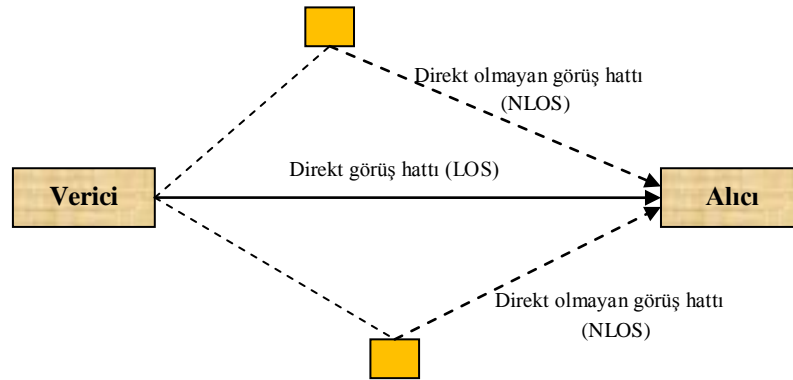 Direkt olmayan görüş hattı
(NLOS)
Direkt görüş hattı (LOS)
Verici
Alıcı
Direkt olmayan görüş hattı
(NLOS)